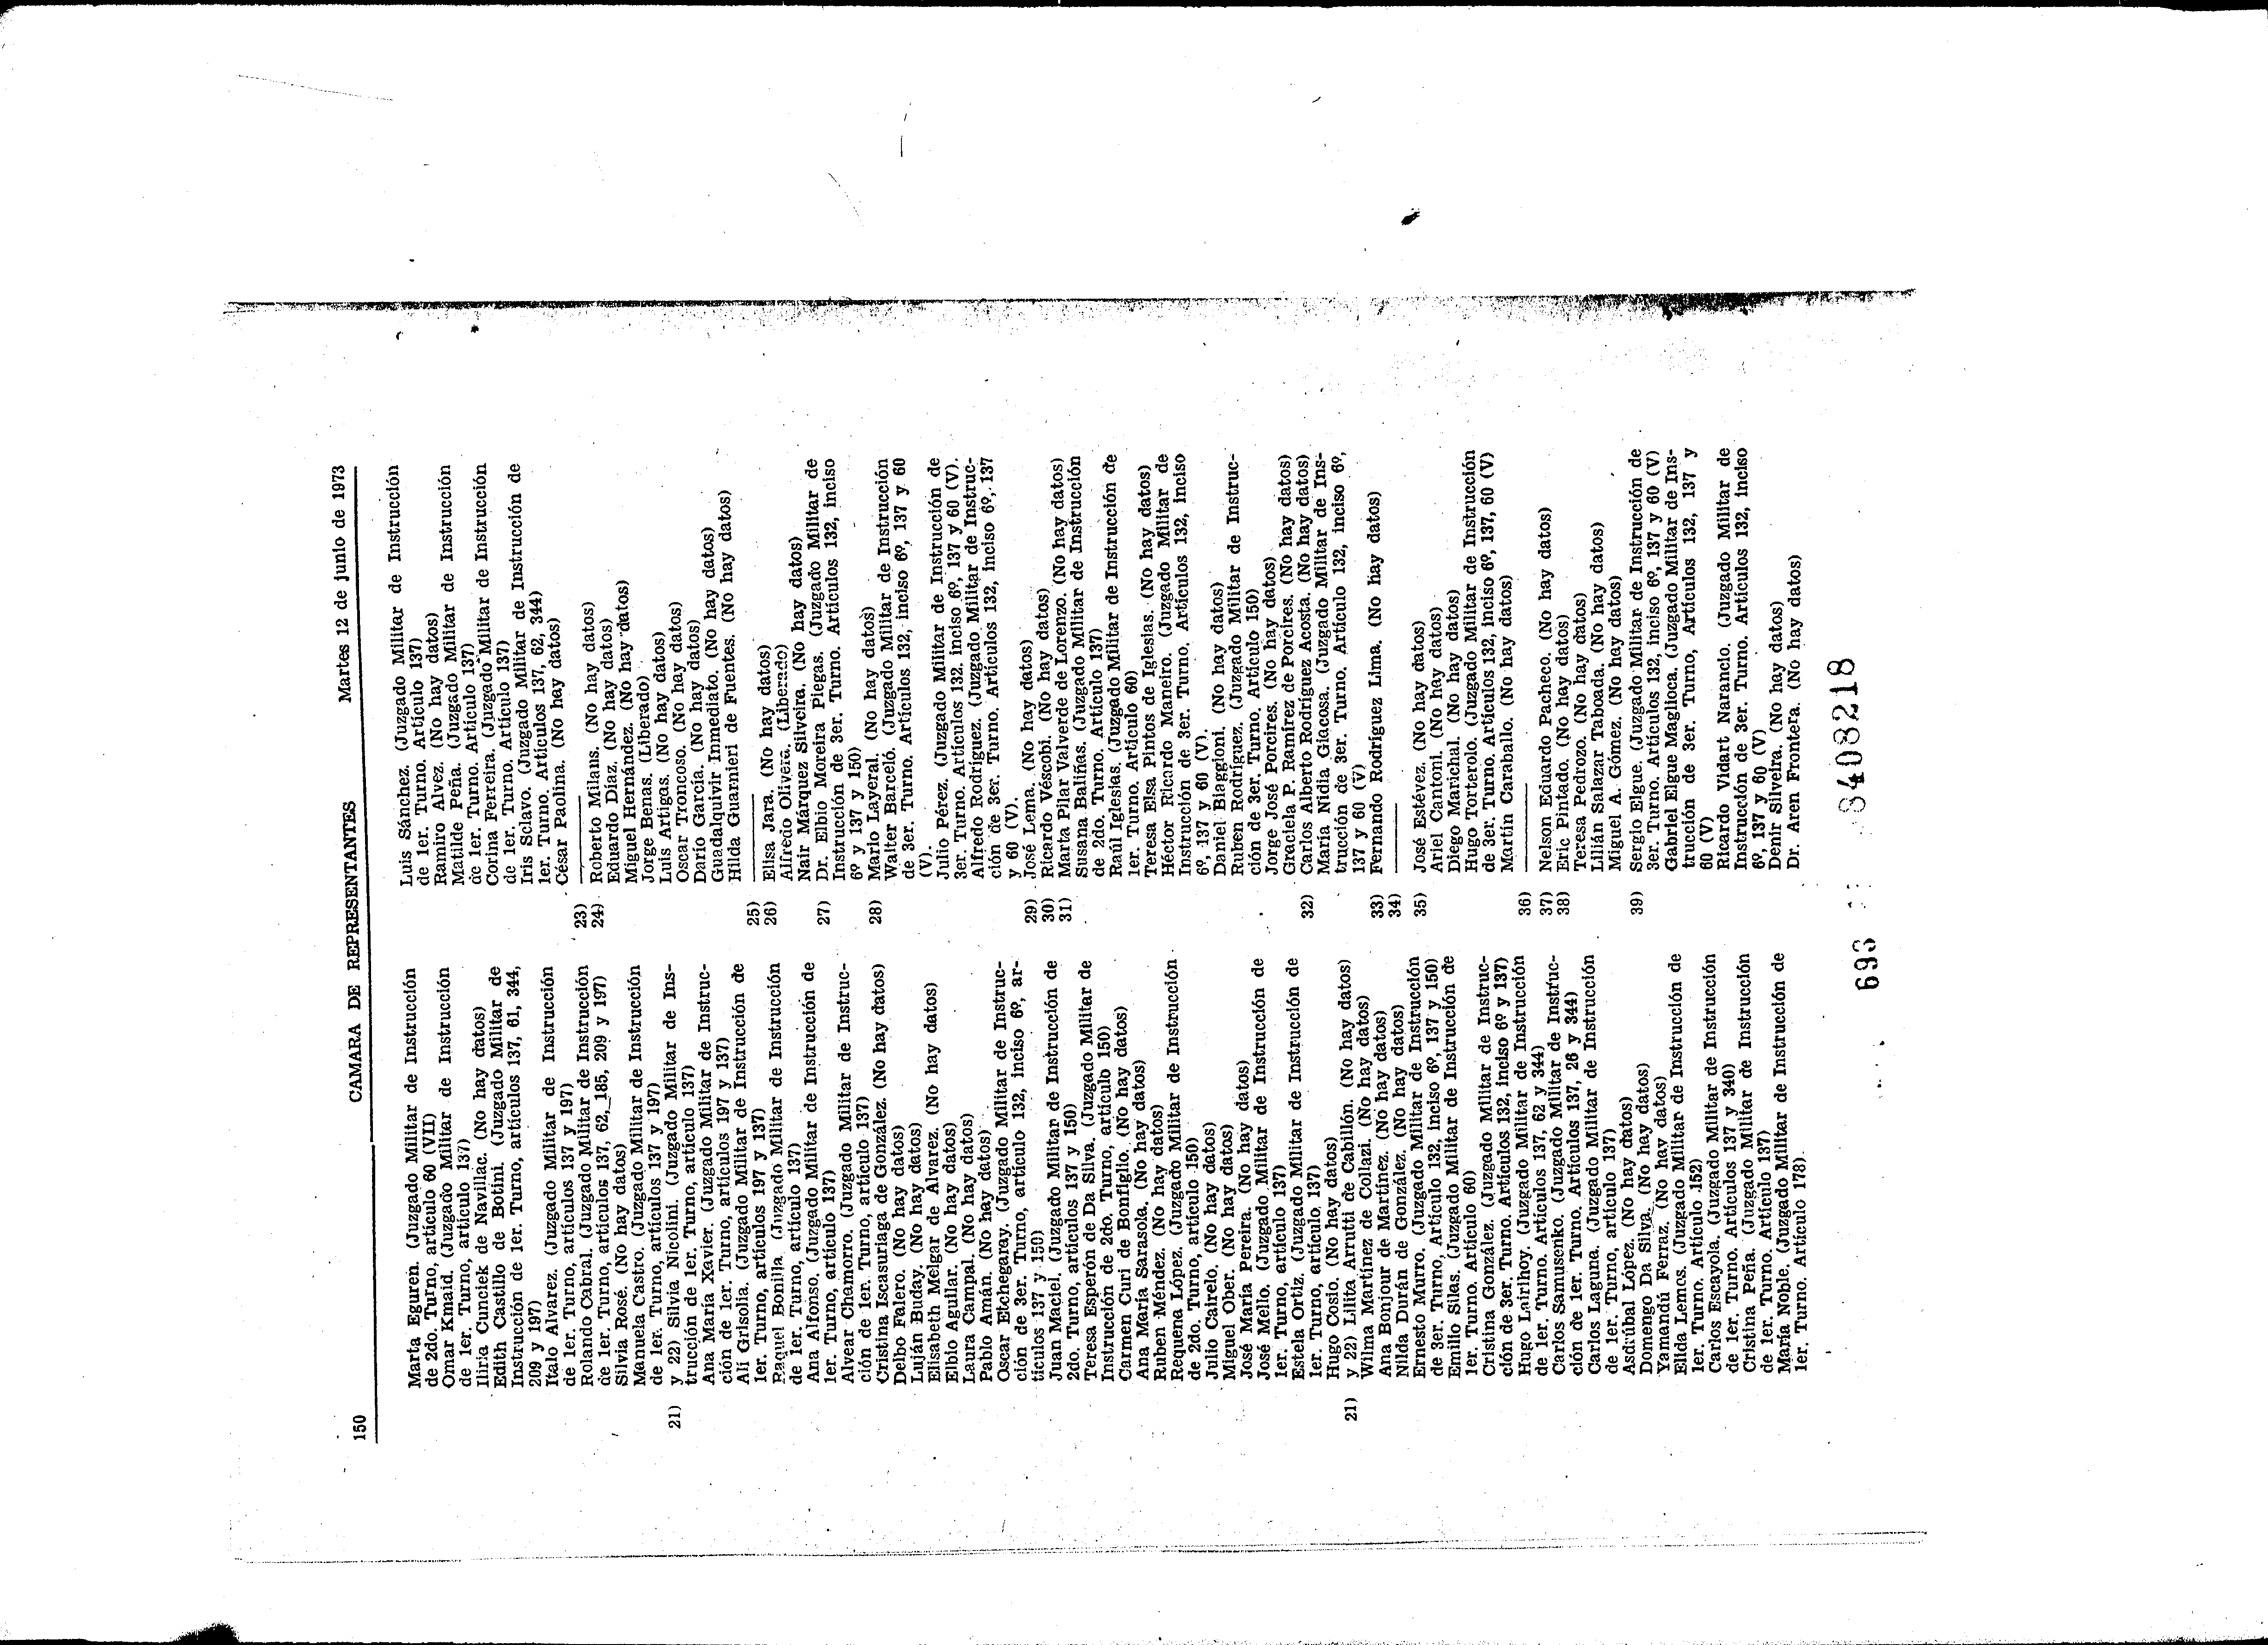 150
CAMARA DE REPRESENTANTES
Martes 12 de junio de 1973
Marta Eguren. (Juzgado Militar de Instrucción
de 2do. Turno, artículo 60 (VII)
Omar Kmaid. (Juzgado Militar de Instrucción
de 1er. Turno, artículo 137)
Iliria Cunciek de Navillac. (No hay datos)
Edith Castillo de Botini. (Juzgado Militar de
Instrucción de 1er. Turno, artículos 137, 61, 344,
209 y 197)
Italo Alvarez. (Juzgado Militar de Instrucción
de 1er. Turno, artículos 137 y 197)
Rolando Cabral. (Juzgado Militar de Instrucción
de 1er. Turno, artículos 137, 62, 185, 209 y 197)
Silvia Rosé. (No hay datos)
Manuela Castro. (Juzgado Militar de Instrucción
de 1er. Turno, artículos 137 y 197)
21) y 22) Silvia Nicolini. (Juzgado Militar de Ins-
trucción de 1er. Turno, artículo 137)
Ana María Xavier. (Juzgado Militar de Instruc-
ción de 1er. Turno, artículos 197 y 137)
Alí Grisolia. (Juzgado Militar de Instrucción de
1er. Turno, artículos 197 y 137)
Raquel Bonilla. (Juzgado Militar de Instrucción
de 1er. Turno, artículo 137)
Ana Alfonso. (Juzgado Militar de Instrucción de
1er. Turno, artículo 137)
Alvear Chamorro. (Juzgado Militar de Instruc-
ción de 1er. Turno, artículo 137)
Cristina Iscasuriaga de González. (No hay datos)
Delbo Falero. (No hay datos)
Luján Buday. (No hay datos)
Elisabeth Melgar de Alvarez. (No hay datos)
Elbio Aguilar. (No hay datos)
Laura Campal. (No hay datos)
Pablo Amán. (No hay datos)
Oscar Etchegaray. (Juzgado Militar de Instruc-
ción de 3er. Turno, artículo 132, inciso 6º, ar-
tículos 137 y 150)
Juan Maciel. (Juzgado Militar de Instrucción de
2do. Turno, artículos 137 y 150)
Teresa Esperón de Da Silva. (Juzgado Militar de
Instrucción de 2do. Turno, artículo 150)
Carmen Curi de Bonfiglio. (No hay datos)
Ana María Sarasola. (No hay datos)
Ruben Méndez. (No hay datos)
Requena López. (Juzgado Militar de Instrucción
de 2do. Turno, artículo 150)
Julio Cairelo. (No hay datos)
Miguel Ober. (No hay datos)
José María Pereira. (No hay datos)
José Mello. (Juzgado Militar de Instrucción de
1er. Turno, artículo 137)
Estela Ortiz. (Juzgado Militar de Instrucción de
1er. Turno, artículo 137)
Hugo Cosio. (No hay datos)
21) y 22) Lilita Arrutti de Cabillón. (No hay datos)
Wilma Martínez de Collazi. (No hay datos)
Ana Bonjour de Martínez. (No hay datos)
Nilda Durán de González. (No hay datos)
Ernesto Murro. (Juzgado Militar de Instrucción
de 3er. Turno, Artículo 132, inciso 6º, 137 y 150)
Emilio Silas. (Juzgado Militar de Instrucción de
1er. Turno. Artículo 60)
Cristina González. (Juzgado Militar de Instruc-
ción de 3er. Turno. Artículos 132, inciso 6º y 137)
Hugo Lairihoy. (Juzgado Militar de Instrucción
de 1er. Turno. Artículos 137, 62 y 344)
Carlos Samusenko. (Juzgado Militar de Instruc-
ción de 1er. Turno. Artículos 137, 26 y 344)
Carlos Laguna. (Juzgado Militar de Instrucción
de 1er. Turno, artículo 137)
Asdrúbal López. (No hay datos)
Domengo Da Silva. (No hay datos)
Yamandú Ferraz. (No hay datos)
Elida Lemos. (Juzgado Militar de Instrucción de
1er. Turno. Artículo 152)
Carlos Escayola. (Juzgado Militar de Instrucción
de 1er. Turno. Artículos 137 y 340)
Cristina Peña. (Juzgado Militar de Instrucción
de 1er. Turno. Artículo 137)
María Noble. (Juzgado Militar de Instrucción de
1er. Turno. Artículo 178)
Luis Sánchez. (Juzgado Militar de Instrucción
de 1er. Turno. Artículo 137)
Ramiro Alvez. (No hay datos)
Matilde Peña. (Juzgado Militar de Instrucción
de 1er. Turno. Artículo 137)
Corina Ferreira. (Juzgado Militar de Instrucción
de 1er. Turno. Artículo 137)
Iris Sclavo. (Juzgado Militar de Instrucción de
1er. Turno. Artículos 137, 62, 344)
César Paolina. (No hay datos)
23)
24) Roberto Milaus. (No hay datos)
Eduardo Díaz. (No hay datos)
Miguel Hernández. (No hay datos)
Jorge Benas. (Liberado)
Luis Artigas. (No hay datos)
Oscar Troncoso. (No hay datos)
Darío García. (No hay datos)
Guadalquivir Inmediato. (No hay datos)
Hilda Guarnieri de Fuentes. (No hay datos)
25)
26) Elisa Jara. (No hay datos)
Alfredo Olivera. (Liberado)
Nair Márquez Silveira. (No hay datos)
27) Dr. Elbio Moreira Piegas. (Juzgado Militar de
Instrucción de 3er. Turno. Artículos 132, inciso
6º y 137 y 150)
28) Mario Layeral. (No hay datos)
Walter Barceló. (Juzgado Militar de Instrucción
de 3er. Turno. Artículos 132, inciso 6º, 137 y 60
(V).
Julio Pérez. (Juzgado Militar de Instrucción de
3er. Turno. Artículos 132. inciso 6º, 137 y 60 (V).
Alfredo Rodríguez. (Juzgado Militar de Instruc-
ción de 3er. Turno. Artículos 132, inciso 6º, 137
y 60 (V).
29) José Lema. (No hay datos)
30) Ricardo Véscobi. (No hay datos)
31) Marta Pilar Valverde de Lorenzo. (No hay datos)
Susana Baliñas. (Juzgado Militar de Instrucción
de 2do. Turno. Artículo 137)
Raúl Iglesias. (Juzgado Militar de Instrucción de
1er. Turno. Artículo 60)
Teresa Elsa Pintos de Iglesias. (No hay datos)
Héctor Ricardo Maneiro. (Juzgado Militar de
Instrucción de 3er. Turno. Artículos 132, inciso
6º, 137 y 60 (V).
Daniel Biaggioni. (No hay datos)
Ruben Rodríguez. (Juzgado Militar de Instruc-
ción de 3er. Turno. Artículo 150)
Jorge José Porcires. (No hay datos)
Graciela P. Ramírez de Porcires. (No hay datos)
32) Carlos Alberto Rodríguez Acosta. (No hay datos)
María Nidia Giacosa. (Juzgado Militar de Ins-
trucción de 3er. Turno. Artículo 132, inciso 6º,
137 y 60 (V)
33) Fernando Rodríguez Lima. (No hay datos)
34)
35) José Estévez. (No hay datos)
Ariel Cantoni. (No hay datos)
Diego Marichal. (No hay datos)
Hugo Torterolo. (Juzgado Militar de Instrucción
de 3er. Turno. Artículos 132, inciso 6º, 137, 60 (V)
Martín Caraballo. (No hay datos)
36)
37) Nelson Eduardo Pacheco. (No hay datos)
38) Eric Pintado. (No hay datos)
Teresa Pedrozo. (No hay datos)
Lilián Salazar Taboada. (No hay datos)
Miguel A. Gómez. (No hay datos)
39) Sergio Elgue. (Juzgado Militar de Instrucción de
3er. Turno. Artículos 132, inciso 6º, 137 y 60 (V)
Gabriel Elgue Maglioca. (Juzgado Militar de Ins-
trucción de 3er. Turno, Artículos 132, 137 y
60 (V)
Ricardo Vidart Narancio. (Juzgado Militar de
Instrucción de 3er. Turno. Artículos 132, inciso
6º, 137 y 60 (V)
Denir Silveira. (No hay datos)
Dr. Aren Frontera. (No hay datos)
693
8408218